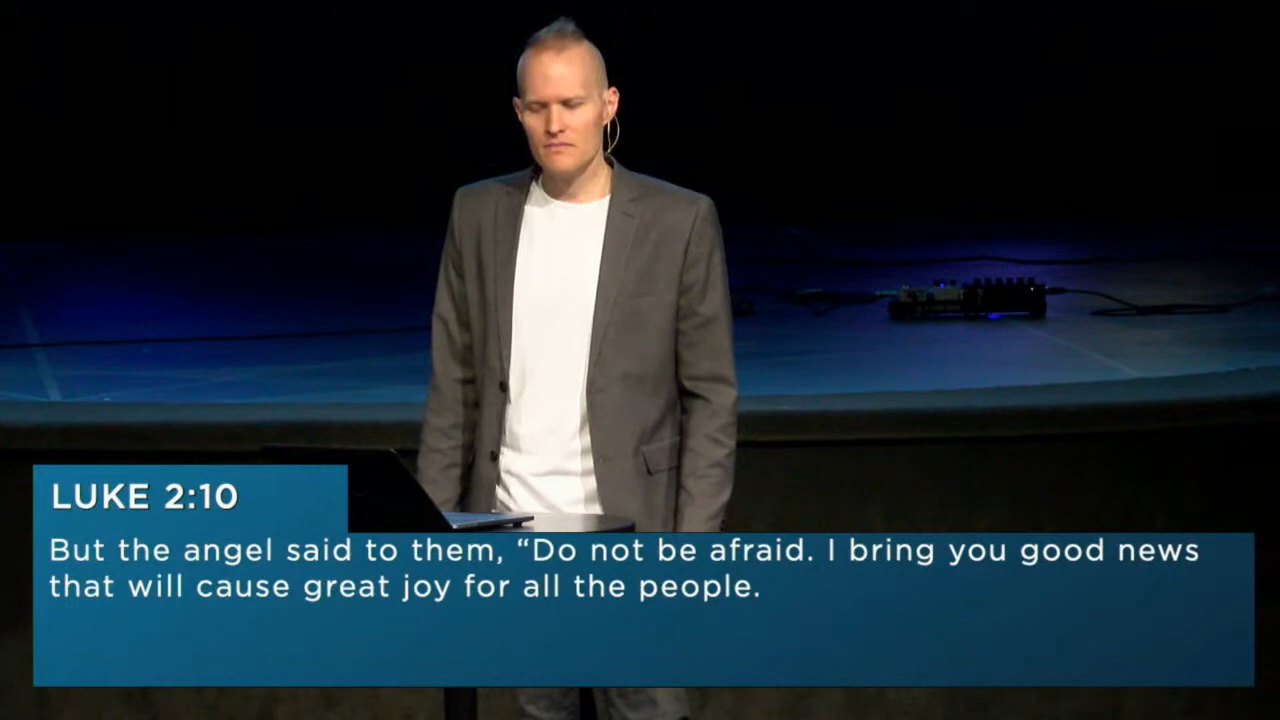 LUKE 2:10
But the angel said to them, “Do not be afraid. I bring you good news
that will cause great joy for all the people.